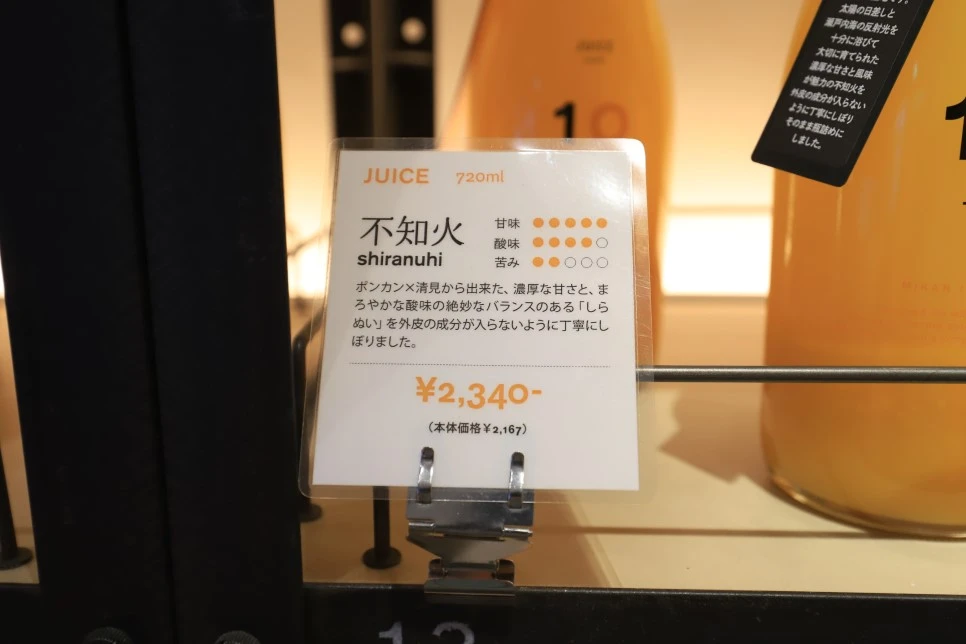 JUICE 720ml
不知火
shiranuhi
甘味 ●●●●●
酸味 ●●●●○
苦み ●●○○○
ポンカン×清見から出来た、濃厚な甘さと、ま
ろやかな酸味の絶妙なバランスのある「しら
ぬい」を外皮の成分が入らないように丁寧にし
ぼりました。
¥2,340-
（本体価格¥2,167）
太陽の日差しと
瀬戸内海の反射光を
十分に浴びて
大切に育てられた
濃厚な甘さと風味
が魅力の不知火を
外皮の成分が入らない
ように丁寧にしぼり
そのまま瓶詰めに
しました。
19